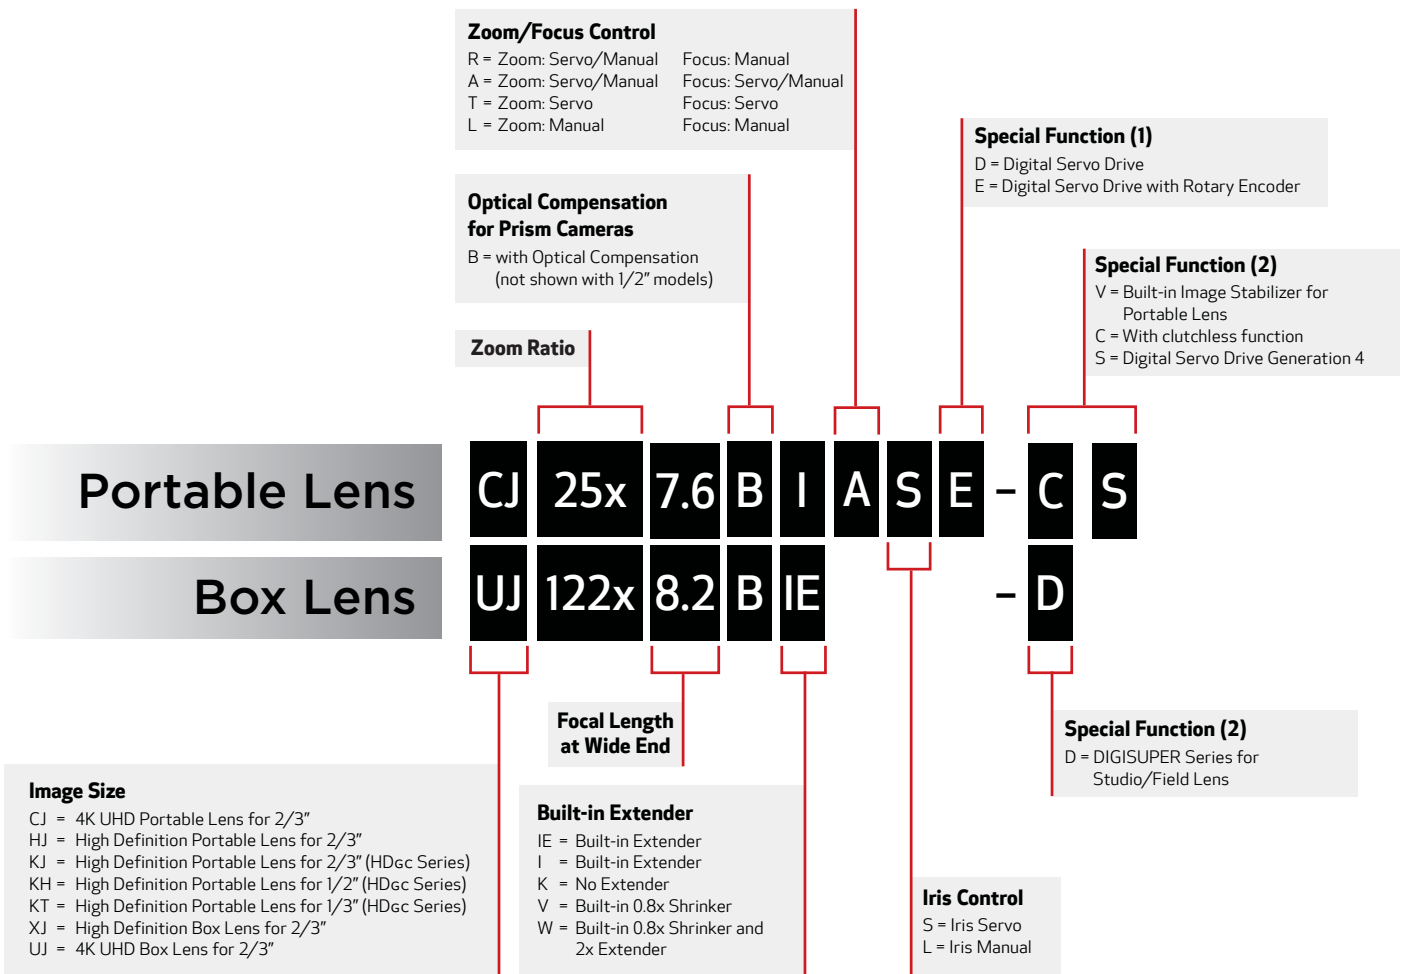 Zoom/Focus Control
R = Zoom: Servo/Manual Focus: Manual
A = Zoom: Servo/Manual Focus: Servo/Manual
T = Zoom: Servo Focus: Servo
L = Zoom: Manual Focus: Manual
Special Function (1)
D = Digital Servo Drive
E = Digital Servo Drive with Rotary Encoder
Optical Compensation
for Prism Cameras
B = with Optical Compensation
(not shown with 1/2" models)
Special Function (2)
V = Built-in Image Stabilizer for
Portable Lens
C = With clutchless function
S = Digital Servo Drive Generation 4
Zoom Ratio
Portable Lens CJ 25x 7.6 B I A S E – C S
Box Lens UJ 122x 8.2 B IE – D
Focal Length
at Wide End
Special Function (2)
D = DIGISUPER Series for
Studio/Field Lens
Image Size
CJ = 4K UHD Portable Lens for 2/3"
HJ = High Definition Portable Lens for 2/3"
KJ = High Definition Portable Lens for 2/3" (HDGC Series)
KH = High Definition Portable Lens for 1/2" (HDGC Series)
KT = High Definition Portable Lens for 1/3" (HDGC Series)
XJ = High Definition Box Lens for 2/3"
UJ = 4K UHD Box Lens for 2/3"
Built-in Extender
IE = Built-in Extender
I = Built-in Extender
K = No Extender
V = Built-in 0.8x Shrinker
W = Built-in 0.8x Shrinker and
2x Extender
Iris Control
S = Iris Servo
L = Iris Manual